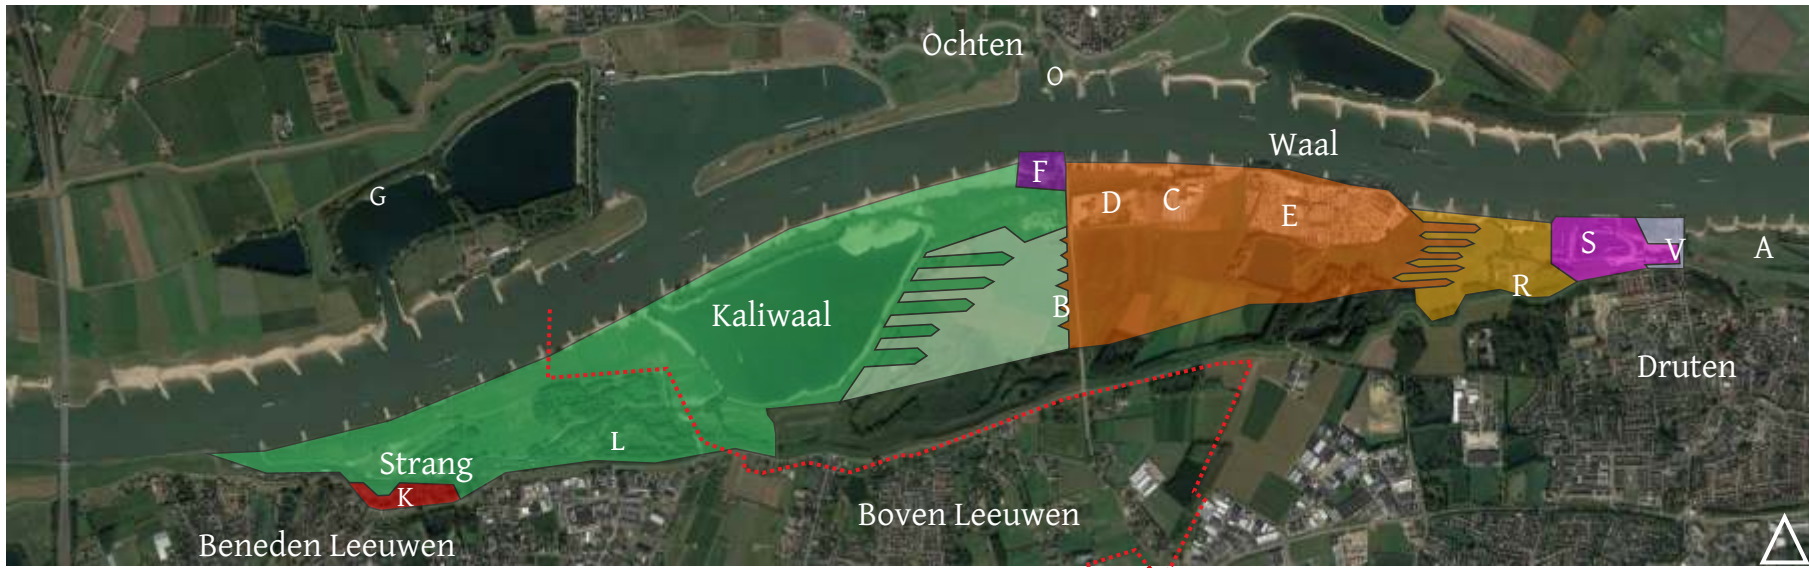 Ochten
O
Waal
G
F
D
C
E
S
V
A
B
R
Kaliwaal
Druten
L
Strang
K
Beneden Leeuwen
Boven Leeuwen